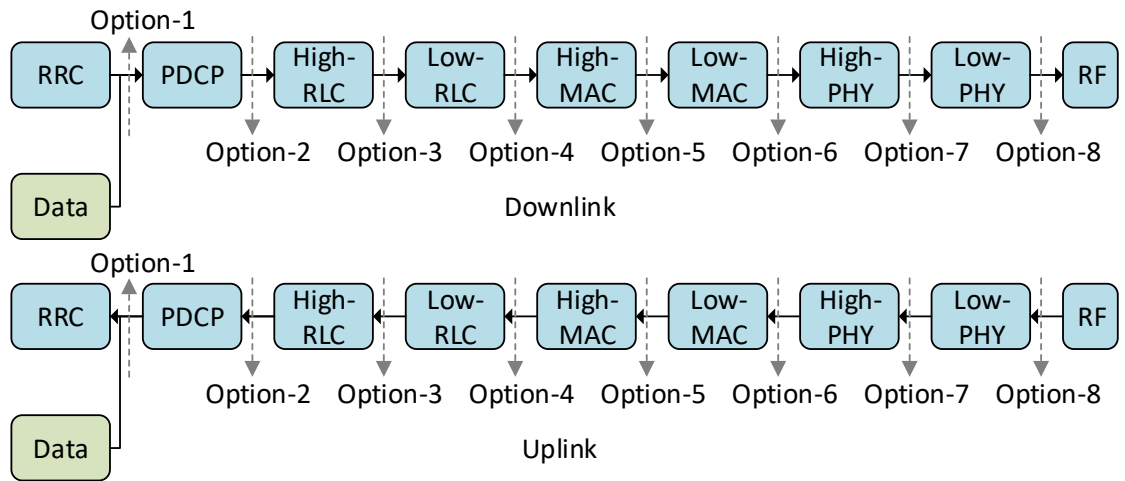 Option-1
RRC
PDCP
High-
RLC
Low-
RLC
High-
MAC
Low-
MAC
High-
PHY
Low-
PHY
RF
Option-2
Option-3
Option-4
Option-5
Option-6
Option-7
Option-8
Data
Downlink
Option-1
RRC
PDCP
High-
RLC
Low-
RLC
High-
MAC
Low-
MAC
High-
PHY
Low-
PHY
RF
Option-2
Option-3
Option-4
Option-5
Option-6
Option-7
Option-8
Data
Uplink